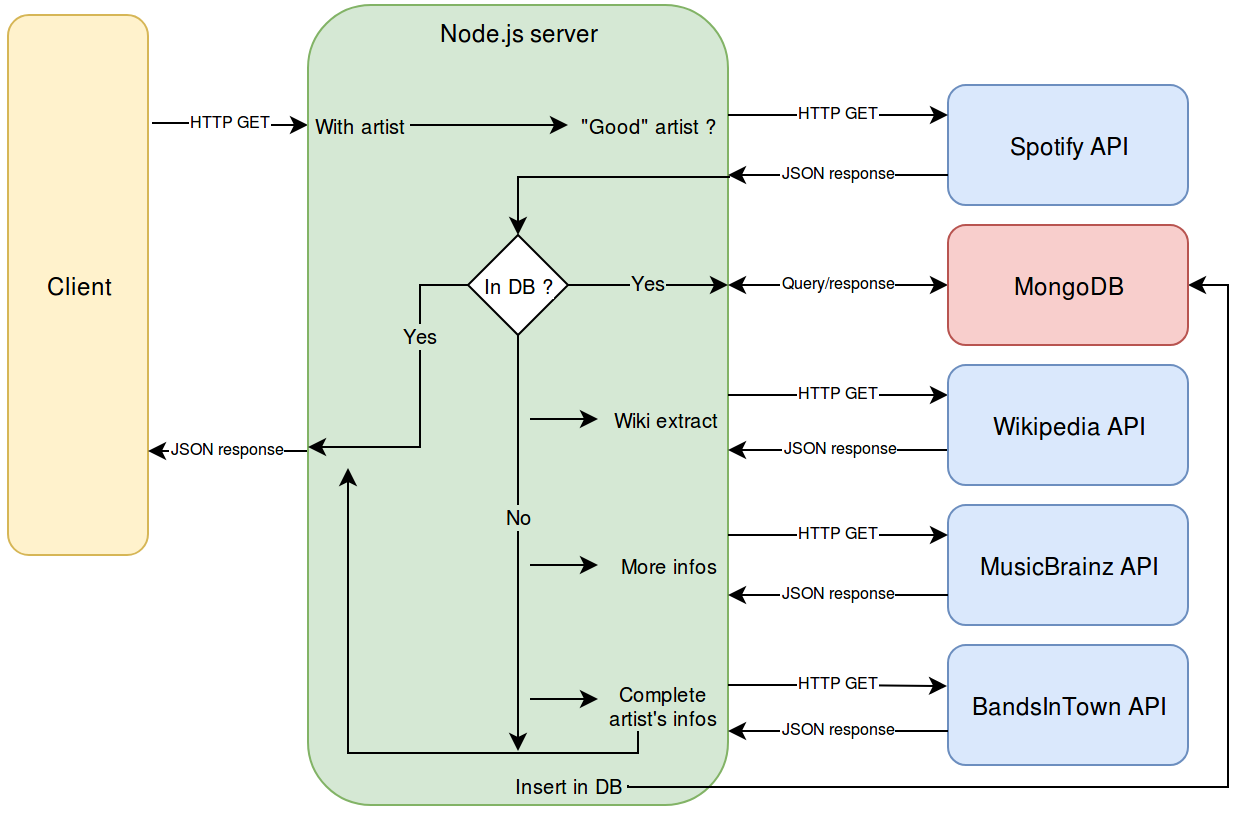 Node.js server
HTTP GET
With artist
"Good" artist ?
HTTP GET
Spotify API
JSON response
Client
In DB ?
Yes
Query/response
MongoDB
Yes
HTTP GET
Wiki extract
Wikipedia API
JSON response
JSON response
No
HTTP GET
More infos
MusicBrainz API
JSON response
HTTP GET
Complete
artist's infos
BandsInTown API
JSON response
Insert in DB